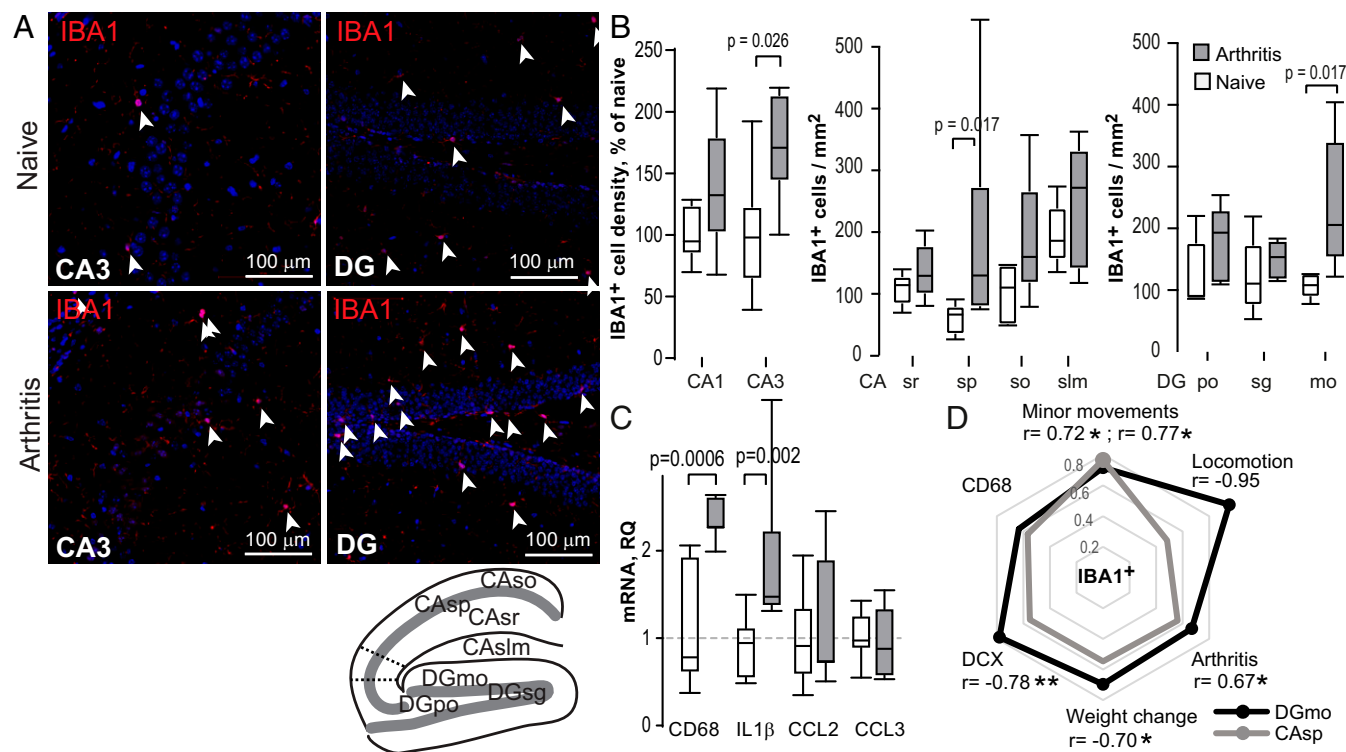 A
Naive
IBA1
CA3
100 μm
IBA1
DG
100 μm
Arthritis
IBA1
CA3
100 μm
IBA1
DG
100 μm
CAso
CAsp
CAsr
CAslm
DGmo
DGsg
DGpo
B
IBA1+ cell density, % of naive
250
200
150
100
50
0
p = 0.026
CA1 CA3
IBA1+ cells / mm2
500
400
300
200
100
0
p = 0.017
CA sr sp so slm
IBA1+ cells / mm2
500
400
300
200
100
0
Arthritis
Naive
p = 0.017
DG po sg mo
C
mRNA, RQ
2
1
0
p=0.0006
p=0.002
CD68 IL1β CCL2 CCL3
D
Minor movements
r= 0.72 * ; r= 0.77*
Locomotion
r= -0.95
CD68
0.8
0.6
0.4
0.2
IBA1+
DCX
r= -0.78 **
Arthritis
r= 0.67*
Weight change
r= -0.70 *
DGmo
CAsp